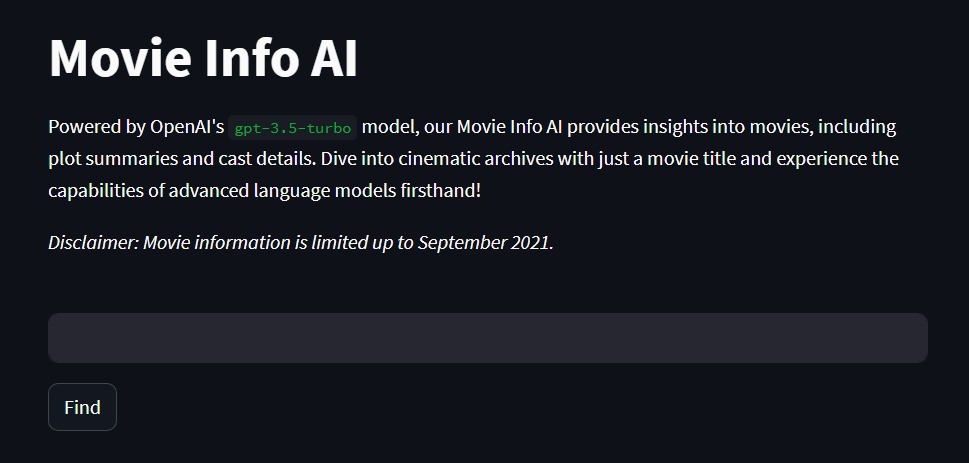 Movie Info AI
Powered by OpenAI's gpt-3.5-turbo model, our Movie Info AI provides insights into movies, including
plot summaries and cast details. Dive into cinematic archives with just a movie title and experience the
capabilities of advanced language models firsthand!
Disclaimer: Movie information is limited up to September 2021.
Find